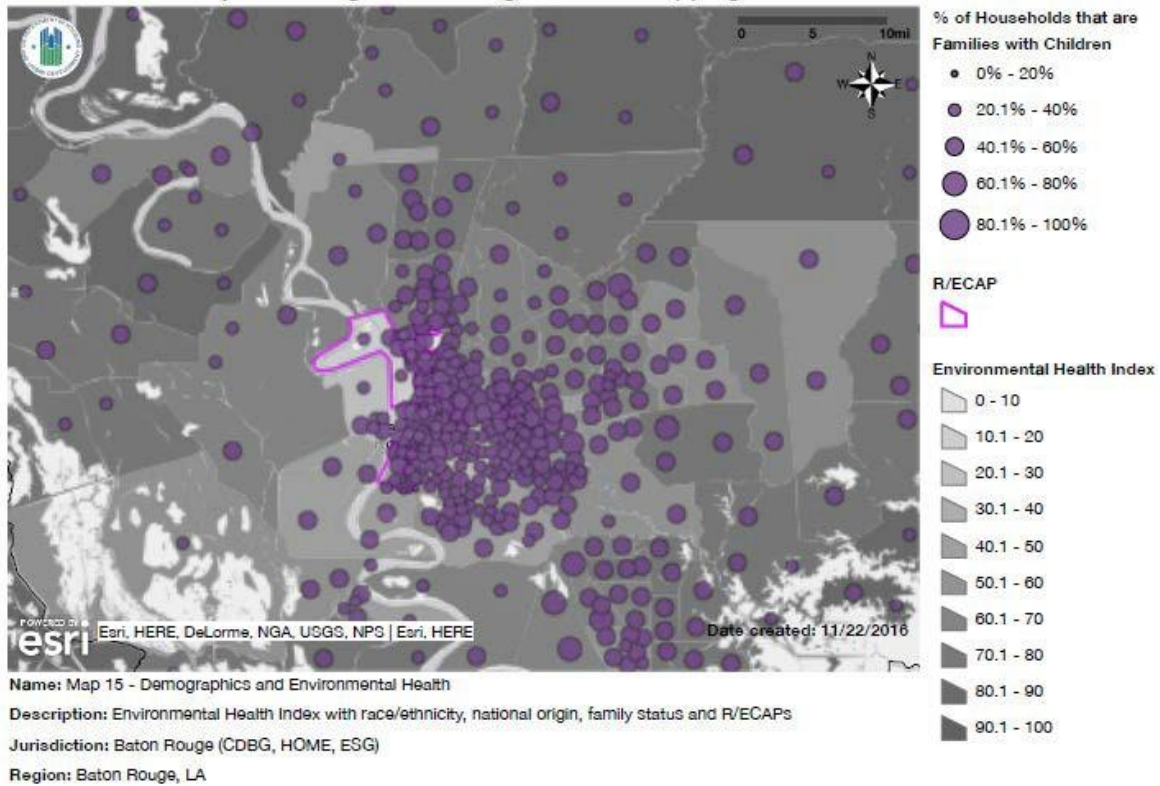 0 5 10mi
N
W E
S
% of Households that are
Families with Children
0% - 20%
20.1% - 40%
40.1% - 60%
60.1% - 80%
80.1% - 100%
R/ECAP
Environmental Health Index
0 - 10
10.1 - 20
20.1 - 30
30.1 - 40
40.1 - 50
50.1 - 60
60.1 - 70
70.1 - 80
80.1 - 90
90.1 - 100
POWERED BY
esri
Esri, HERE, DeLorme, NGA, USGS, NPS | Esri, HERE
Date created: 11/22/2016
Name: Map 15 - Demographics and Environmental Health
Description: Environmental Health Index with race/ethnicity, national origin, family status and R/ECAPs
Jurisdiction: Baton Rouge (CDBG, HOME, ESG)
Region: Baton Rouge, LA